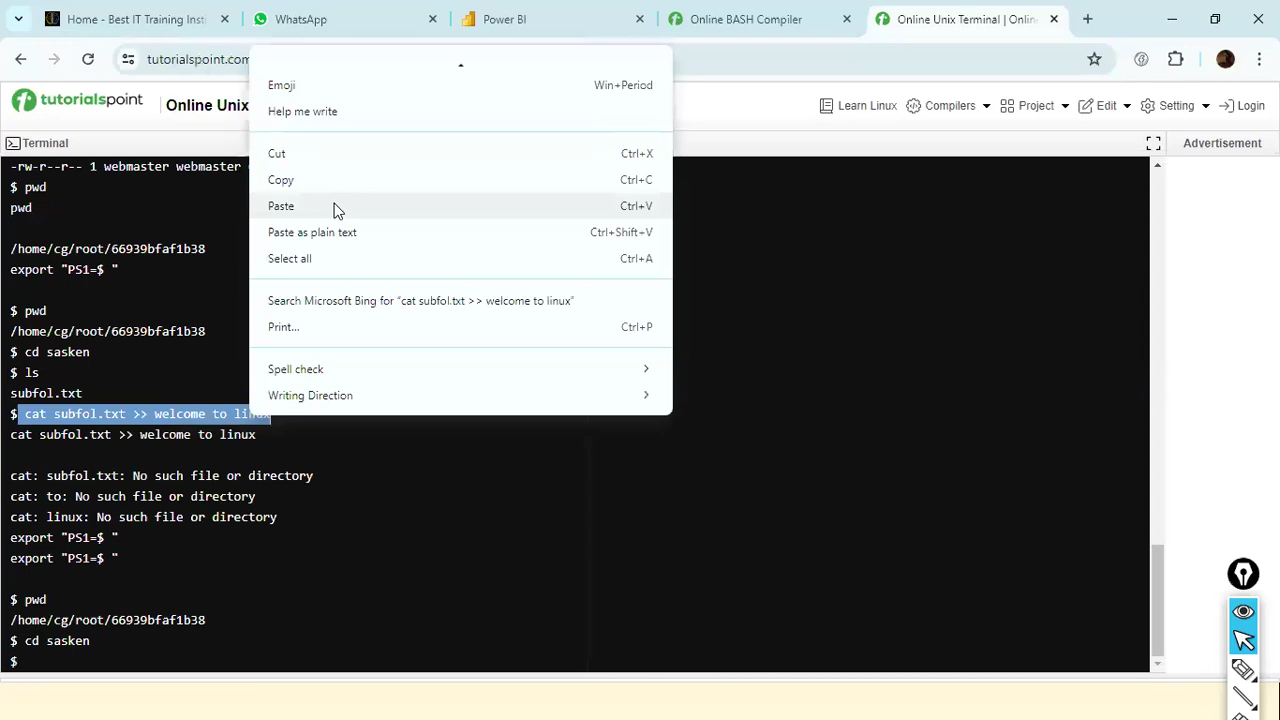 Home - Best IT Training Insti
WhatsApp
Power BI
Online BASH Compiler
Online Unix Terminal | Onlin
tutorialspoint.com
tutorialspoint
Online Unix
Learn Linux
Compilers
Project
Edit
Setting
Login
Terminal
Advertisement
Emoji Win+Period
Help me write
Cut Ctrl+X
Copy Ctrl+C
Paste Ctrl+V
Paste as plain text Ctrl+Shift+V
Select all Ctrl+A
Search Microsoft Bing for “cat subfol.txt >> welcome to linux”
Print... Ctrl+P
Spell check
Writing Direction
-rw-r--r-- 1 webmaster webmaster
$ pwd
pwd
/home/cg/root/66939bfaf1b38
export "PS1=$ "
$ pwd
/home/cg/root/66939bfaf1b38
$ cd sasken
$ ls
subfol.txt
$ cat subfol.txt >> welcome to linux
cat subfol.txt >> welcome to linux
cat: subfol.txt: No such file or directory
cat: to: No such file or directory
cat: linux: No such file or directory
export "PS1=$ "
export "PS1=$ "
$ pwd
/home/cg/root/66939bfaf1b38
$ cd sasken
$